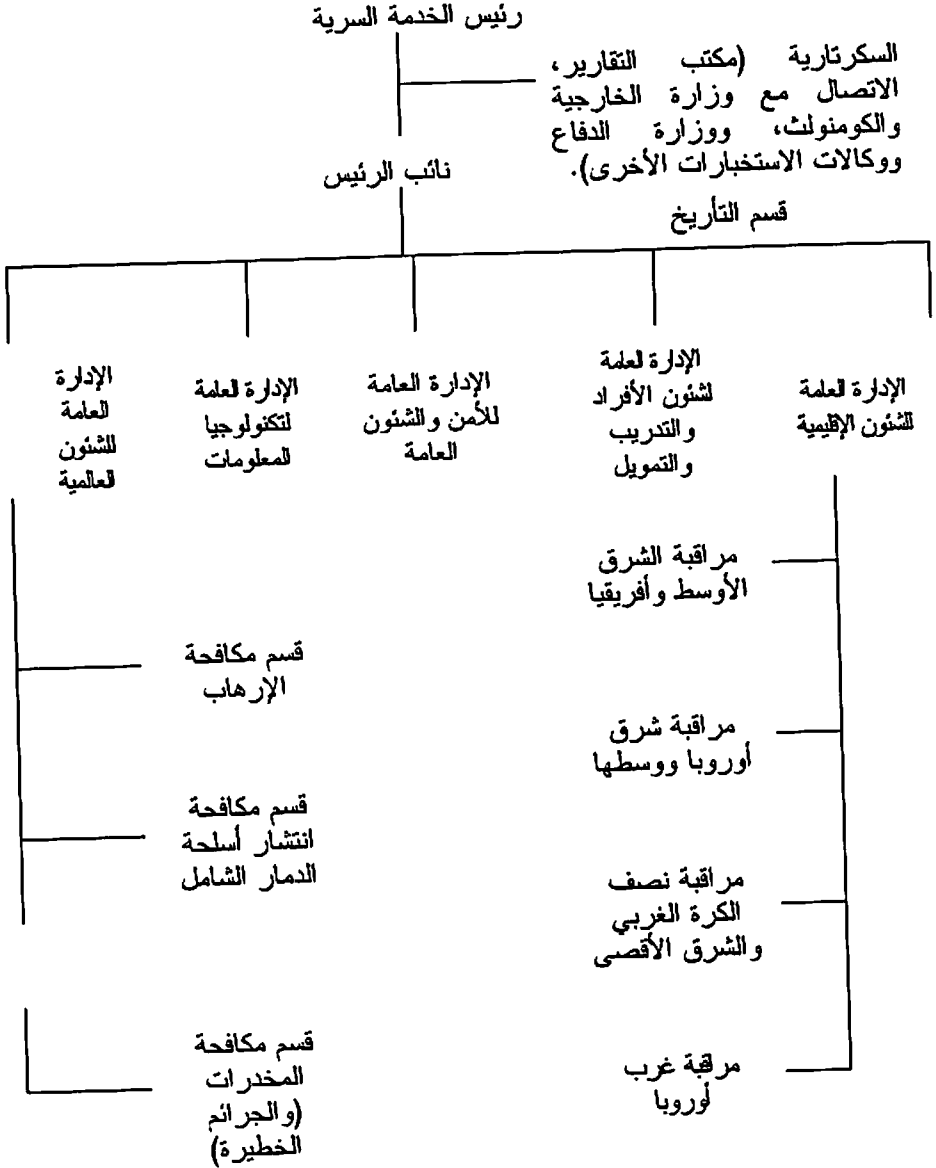 رئيس الخدمة السرية
السكرتارية (مكتب التقارير،
الاتصال مع وزارة الخارجية
والكومنولث، ووزارة الدفاع
ووكالات الاستخبارات الأخرى).
نائب الرئيس
قسم التأريخ
الإدارة العامة
للشئون الإقليمية
الإدارة العامة
لشئون الأفراد
والتدريب
والتمويل
الإدارة العامة
للأمن والشئون
العامة
الإدارة العامة
لتكنولوجيا
المعلومات
الإدارة
العامة
للشئون
العالمية
مراقبة الشرق
الأوسط وأفريقيا
مراقبة شرق
أوروبا ووسطها
مراقبة نصف
الكرة الغربي
والشرق الأقصى
مراقبة غرب
أوروبا
قسم مكافحة
الإرهاب
قسم مكافحة
انتشار أسلحة
الدمار الشامل
قسم مكافحة
المخدرات
(والجرائم
الخطيرة)